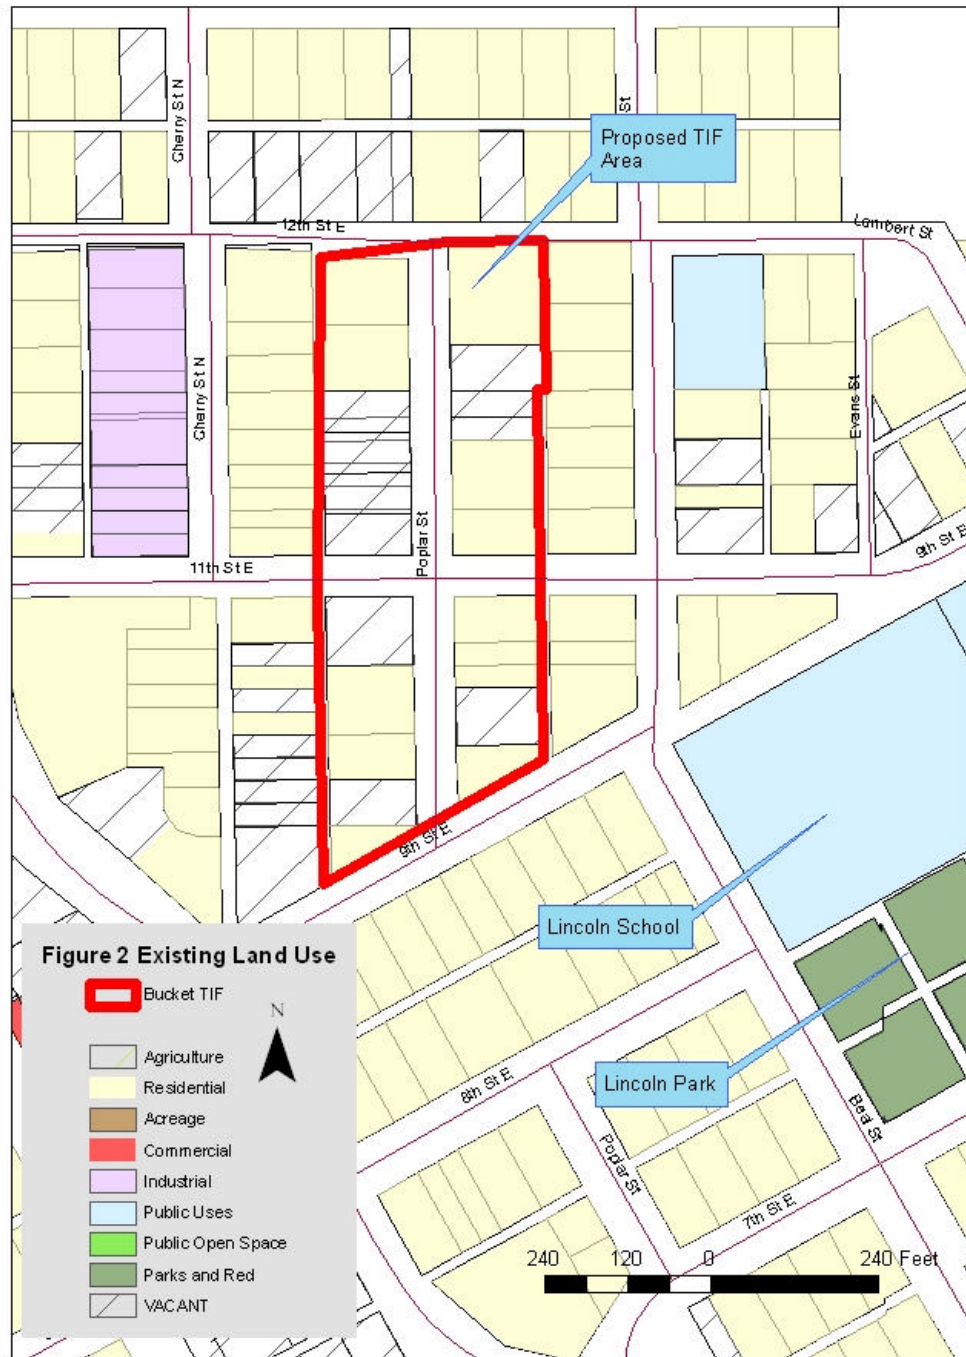 Cherry St N
St
Proposed TIF
Area
12th St E
Lambert St
Cherry St N
Evans St
Poplar St
11th St E
9th St E
9th St E
Lincoln School
Figure 2 Existing Land Use
Bucket TIF
N
Agriculture
Residential
Acreage
Commercial
Industrial
Public Uses
Public Open Space
Parks and Red
VACANT
8th St E
Lincoln Park
Beal St
Poplar St
7th St E
240 120 0 240 Feet